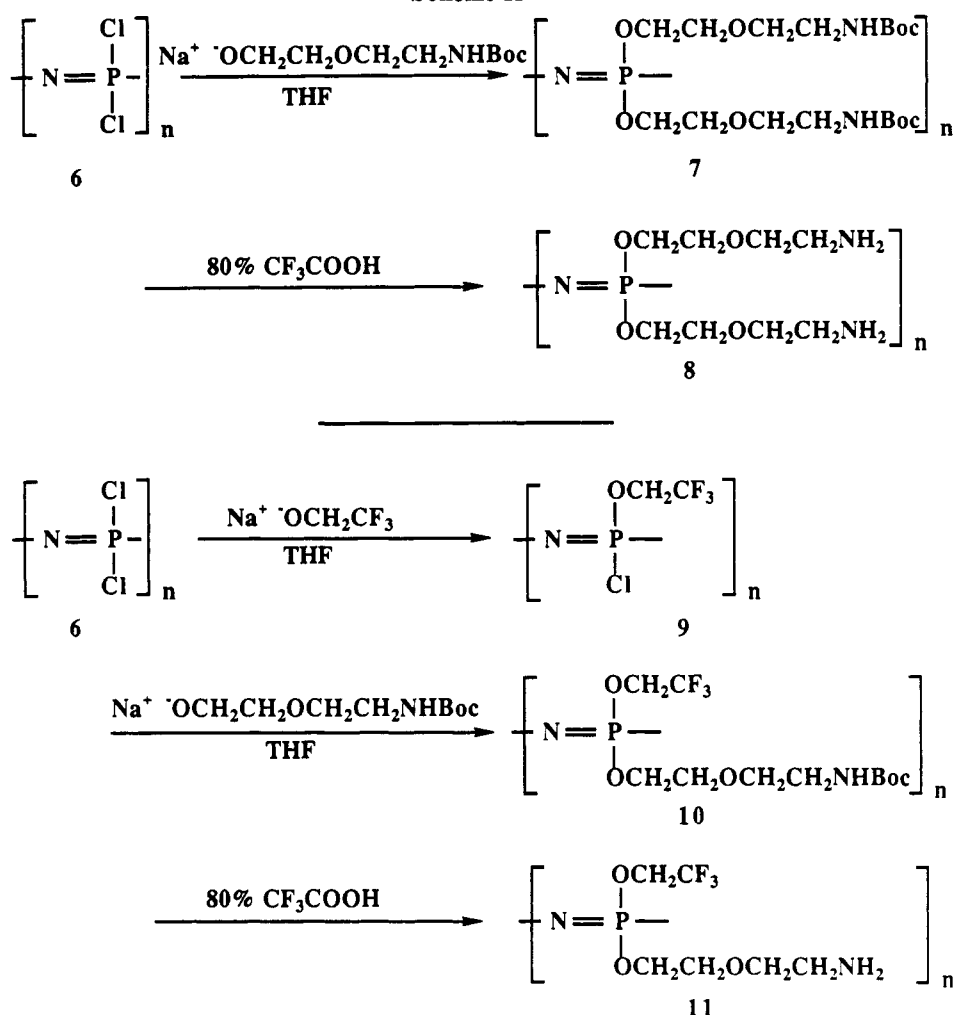 Cl
Na⁺ ⁻OCH₂CH₂OCH₂CH₂NHBoc
N=P
THF
Cl
n
6
OCH₂CH₂OCH₂CH₂NHBoc
N=P
OCH₂CH₂OCH₂CH₂NHBoc
n
7
80% CF₃COOH
OCH₂CH₂OCH₂CH₂NH₂
N=P
OCH₂CH₂OCH₂CH₂NH₂
n
8
Cl
N=P
Cl
n
6
Na⁺ ⁻OCH₂CF₃
THF
OCH₂CF₃
N=P
Cl
n
9
Na⁺ ⁻OCH₂CH₂OCH₂CH₂NHBoc
THF
OCH₂CF₃
N=P
OCH₂CH₂OCH₂CH₂NHBoc
n
10
80% CF₃COOH
OCH₂CF₃
N=P
OCH₂CH₂OCH₂CH₂NH₂
n
11